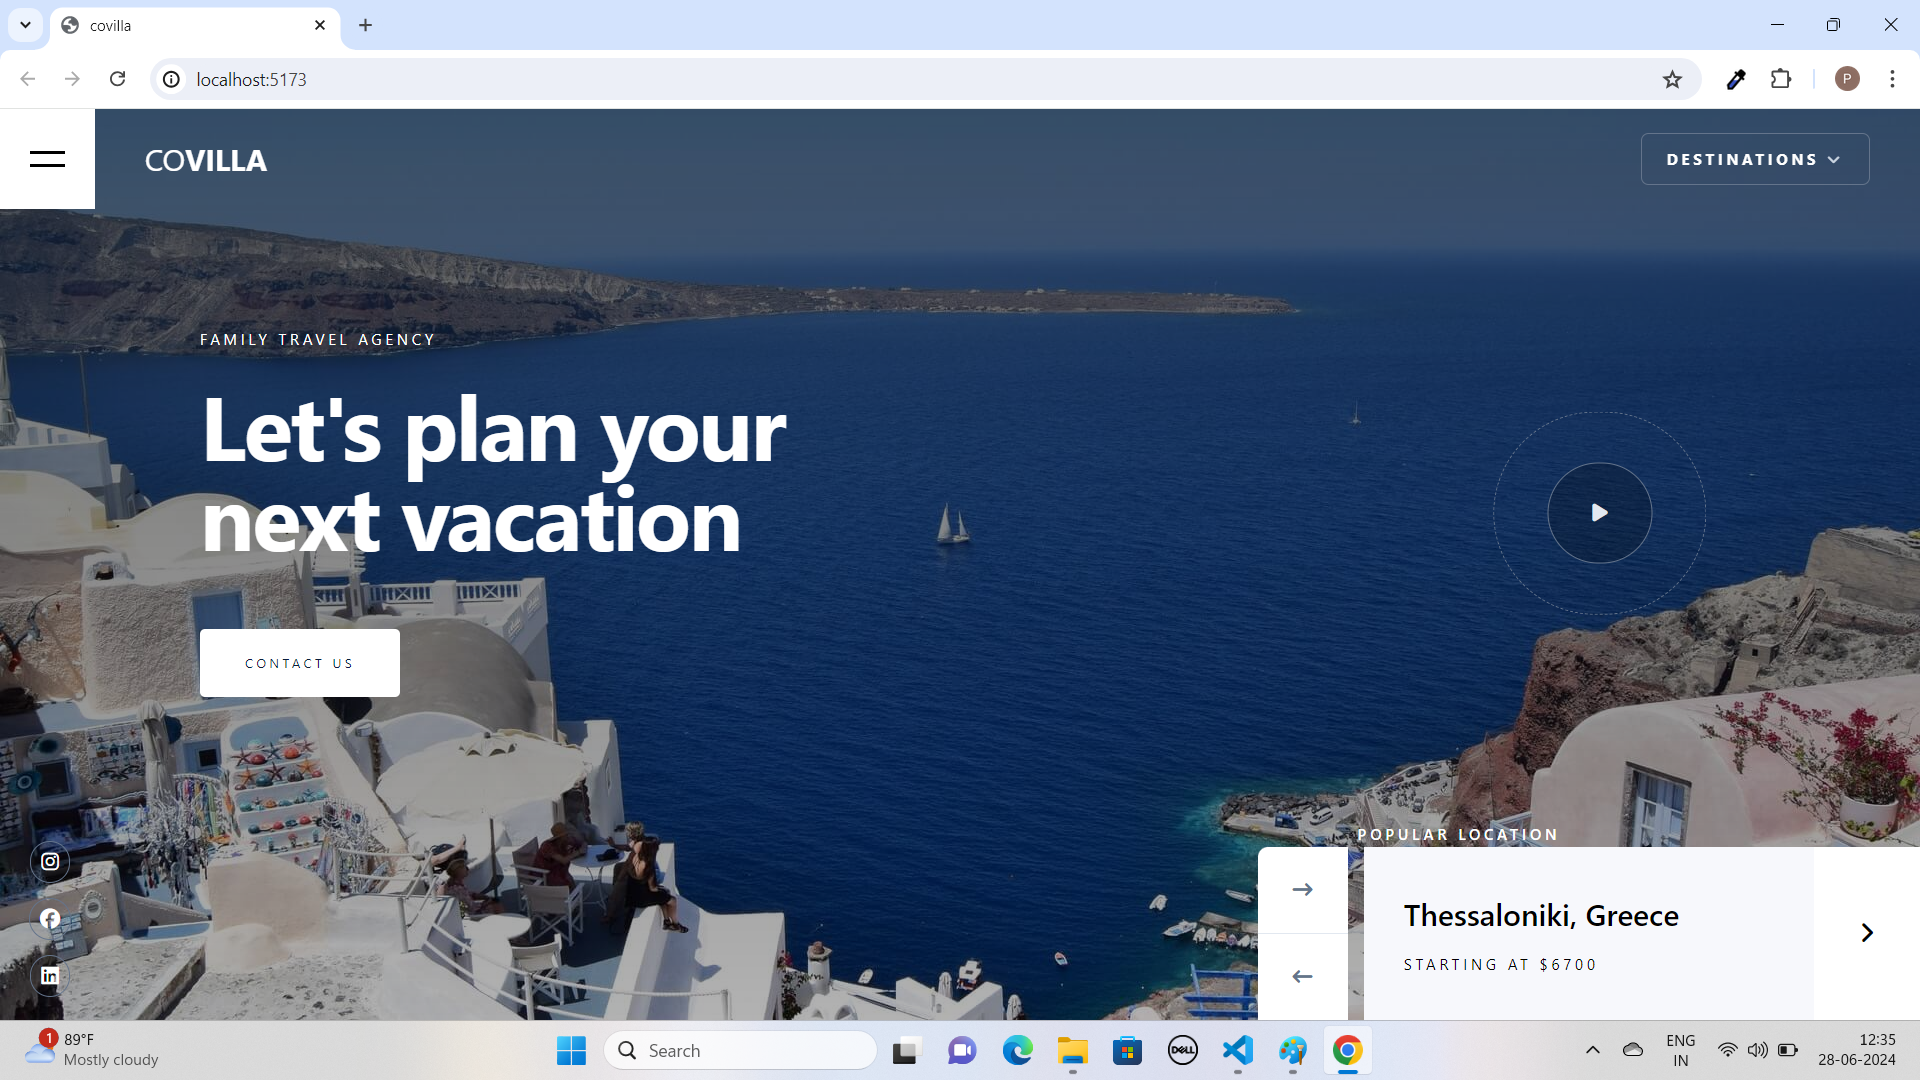 covilla
localhost:5173
P
COVILLA
DESTINATIONS
FAMILY TRAVEL AGENCY
Let's plan your
next vacation
CONTACT US
POPULAR LOCATION
Thessaloniki, Greece
STARTING AT $6700
1
89°F
Mostly cloudy
Search
DELL
ENG
IN
12:35
28-06-2024